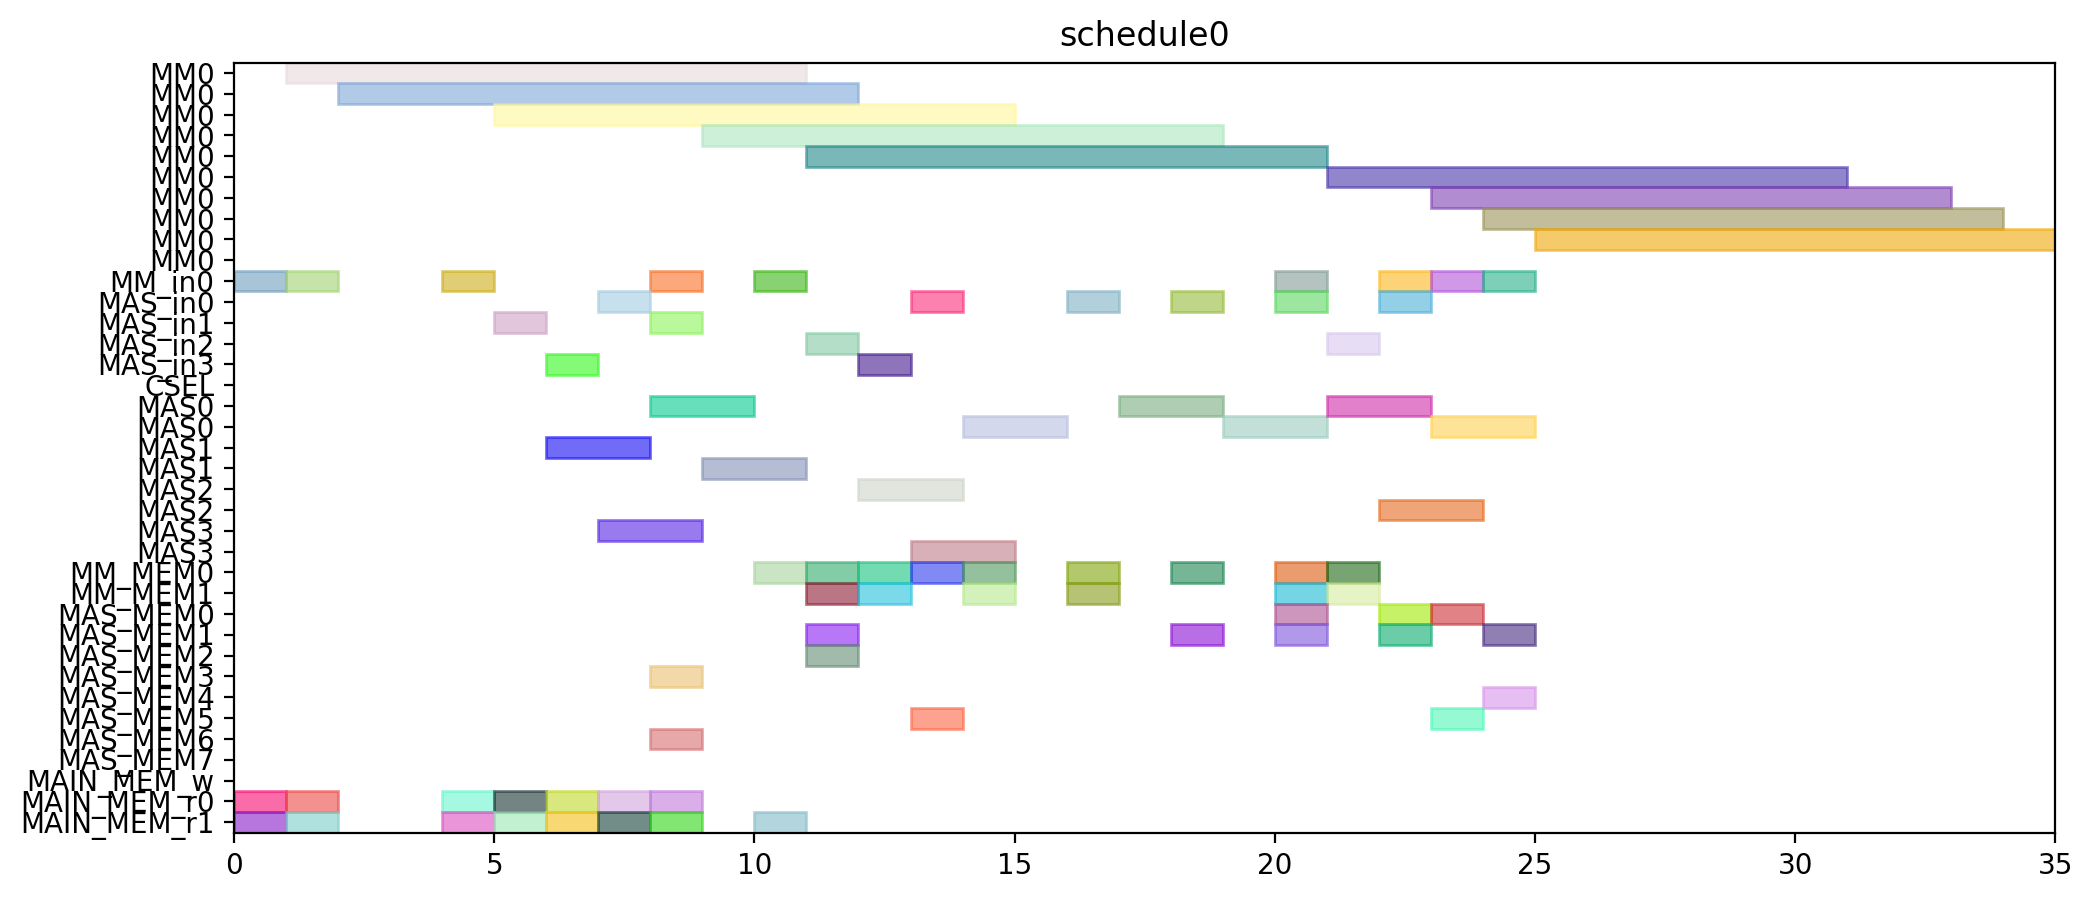 schedule0
MM0
MM0
MM0
MM0
MM0
MM0
MM0
MM0
MM0
MM0
MM_in0
MAS_in0
MAS_in1
MAS_in2
MAS_in3
CSEL
MAS0
MAS0
MAS1
MAS1
MAS2
MAS2
MAS3
MAS3
MM_MEM0
MM_MEM1
MAS_MEM0
MAS_MEM1
MAS_MEM2
MAS_MEM3
MAS_MEM4
MAS_MEM5
MAS_MEM6
MAS_MEM7
MAIN_MEM_w
MAIN_MEM_r0
MAIN_MEM_r1
0 5 10 15 20 25 30 35